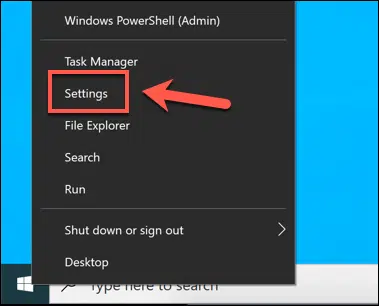 Windows PowerShell (Admin)
Task Manager
Settings
File Explorer
Search
Run
Shut down or sign out
Desktop
Type here to search